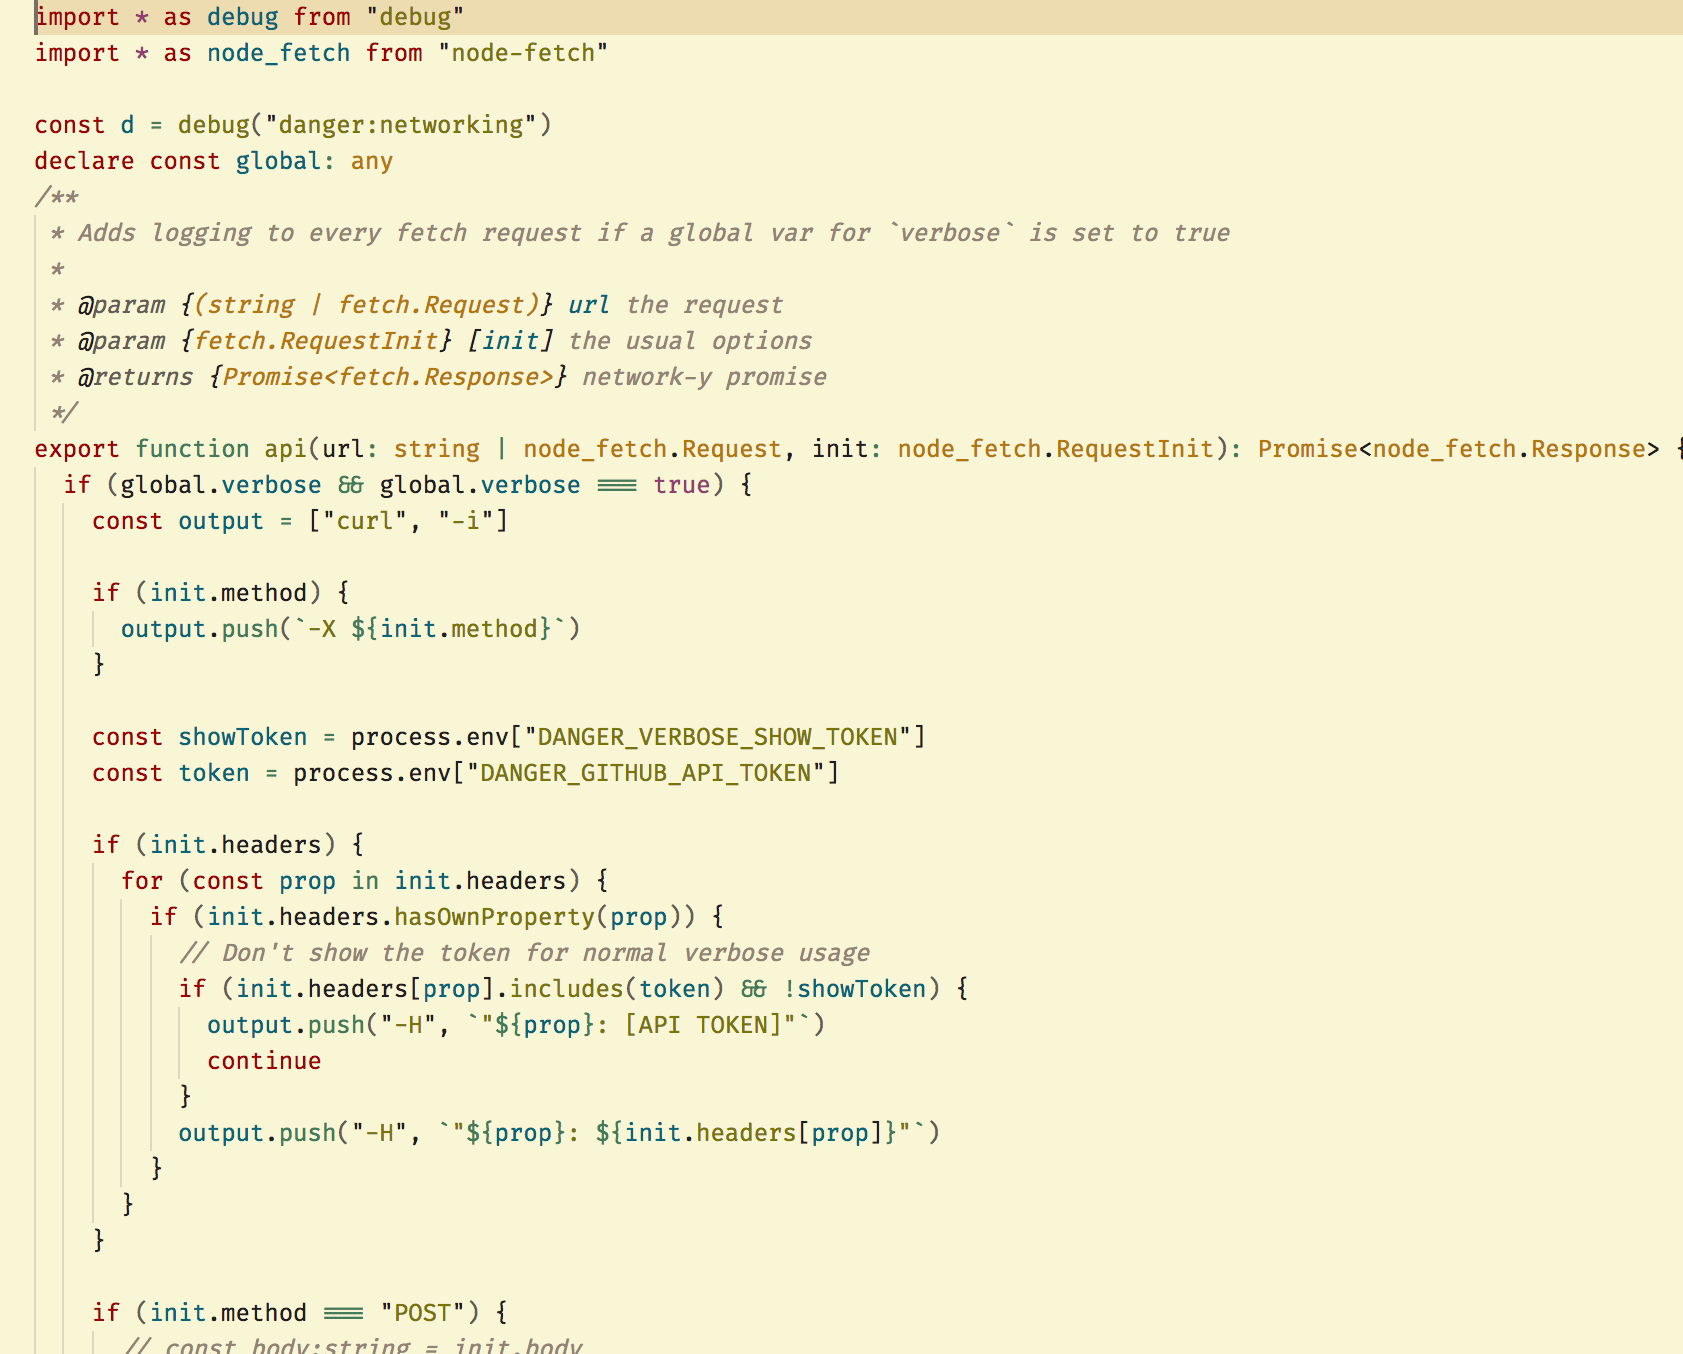 import * as debug from "debug"
import * as node_fetch from "node-fetch"

const d = debug("danger:networking")
declare const global: any
/**
 * Adds logging to every fetch request if a global var for `verbose` is set to true
 *
 * @param {(string | fetch.Request)} url the request
 * @param {fetch.RequestInit} [init] the usual options
 * @returns {Promise<fetch.Response>} network-y promise
 */
export function api(url: string | node_fetch.Request, init: node_fetch.RequestInit): Promise<node_fetch.Response> {
  if (global.verbose && global.verbose === true) {
    const output = ["curl", "-i"]

    if (init.method) {
      output.push(`-X ${init.method}`)
    }

    const showToken = process.env["DANGER_VERBOSE_SHOW_TOKEN"]
    const token = process.env["DANGER_GITHUB_API_TOKEN"]

    if (init.headers) {
      for (const prop in init.headers) {
        if (init.headers.hasOwnProperty(prop)) {
          // Don't show the token for normal verbose usage
          if (init.headers[prop].includes(token) && !showToken) {
            output.push("-H", `"${prop}: [API TOKEN]"`)
            continue
          }
          output.push("-H", `"${prop}: ${init.headers[prop]}"`)
        }
      }
    }

    if (init.method === "POST") {
      // const body:string = init.body